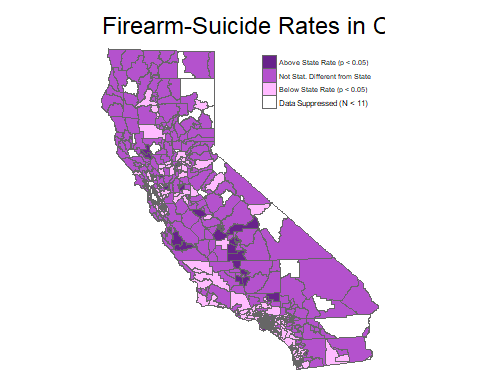 Firearm-Suicide Rates in C
Above State Rate (p < 0.05)
Not Stat. Different from State
Below State Rate (p < 0.05)
Data Suppressed (N < 11)